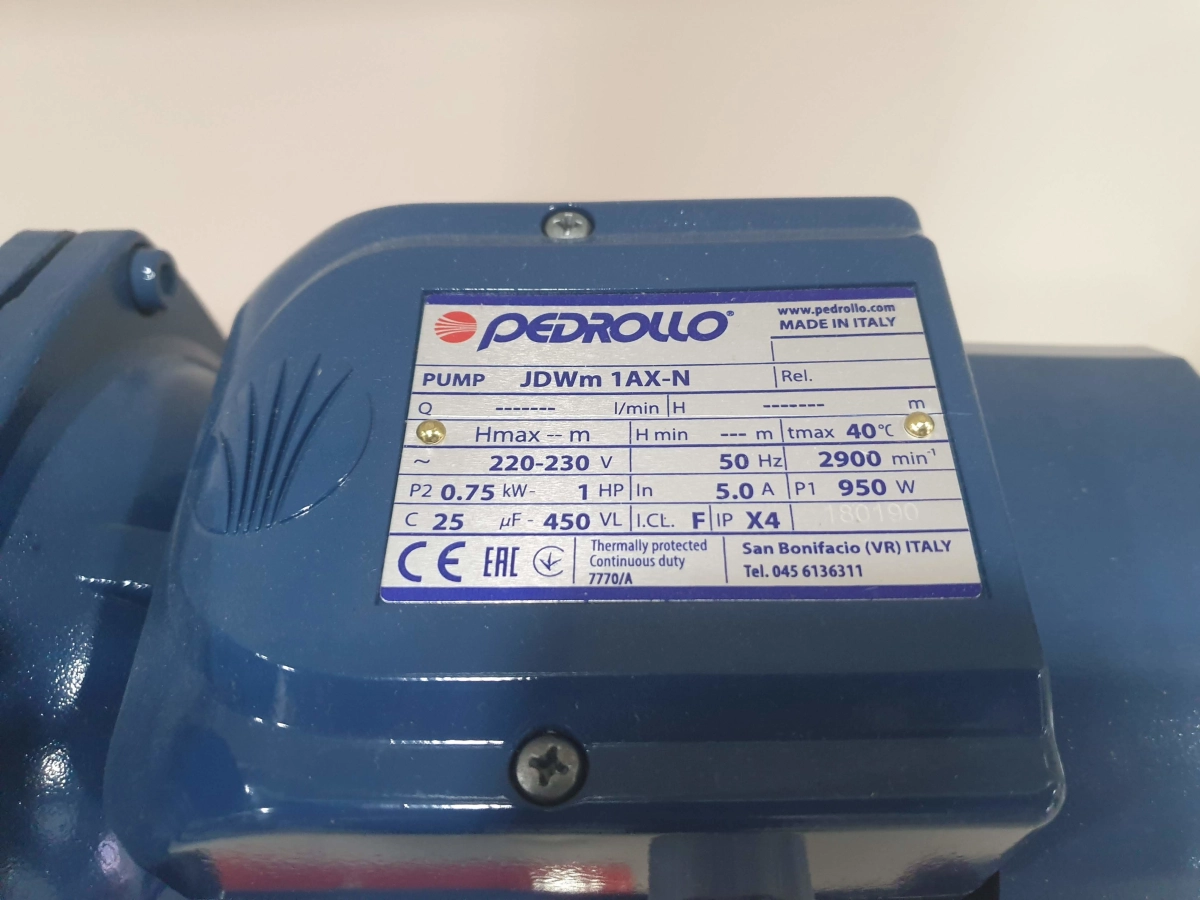 PEDROLLO®
www.pedrollo.com
MADE IN ITALY
PUMP JDWm 1AX-N Rel.
Q ------- l/min H ------- m
Hmax -- m H min --- m tmax 40°C
~ 220-230 V 50 Hz 2900 min-1
P2 0.75 kW- 1 HP In 5.0 A P1 950 W
C 25 µF - 450 VL I.CL. F IP X4 180190
CE EAC Thermally protected
Continuous duty
7770/A
San Bonifacio (VR) ITALY
Tel. 045 6136311